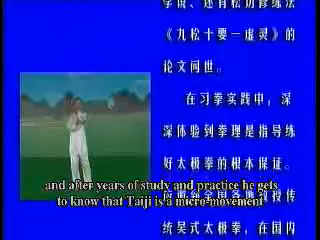 学说、还有松功修练法
《九松十要一虚灵》的
论文问世。
在习拳实践中，深
深体验到拳理是指导练
好太极拳的根本保证。
and after years of study and practice he gets
to know that Taiji is a micro-movement
统吴式太极拳，在国内